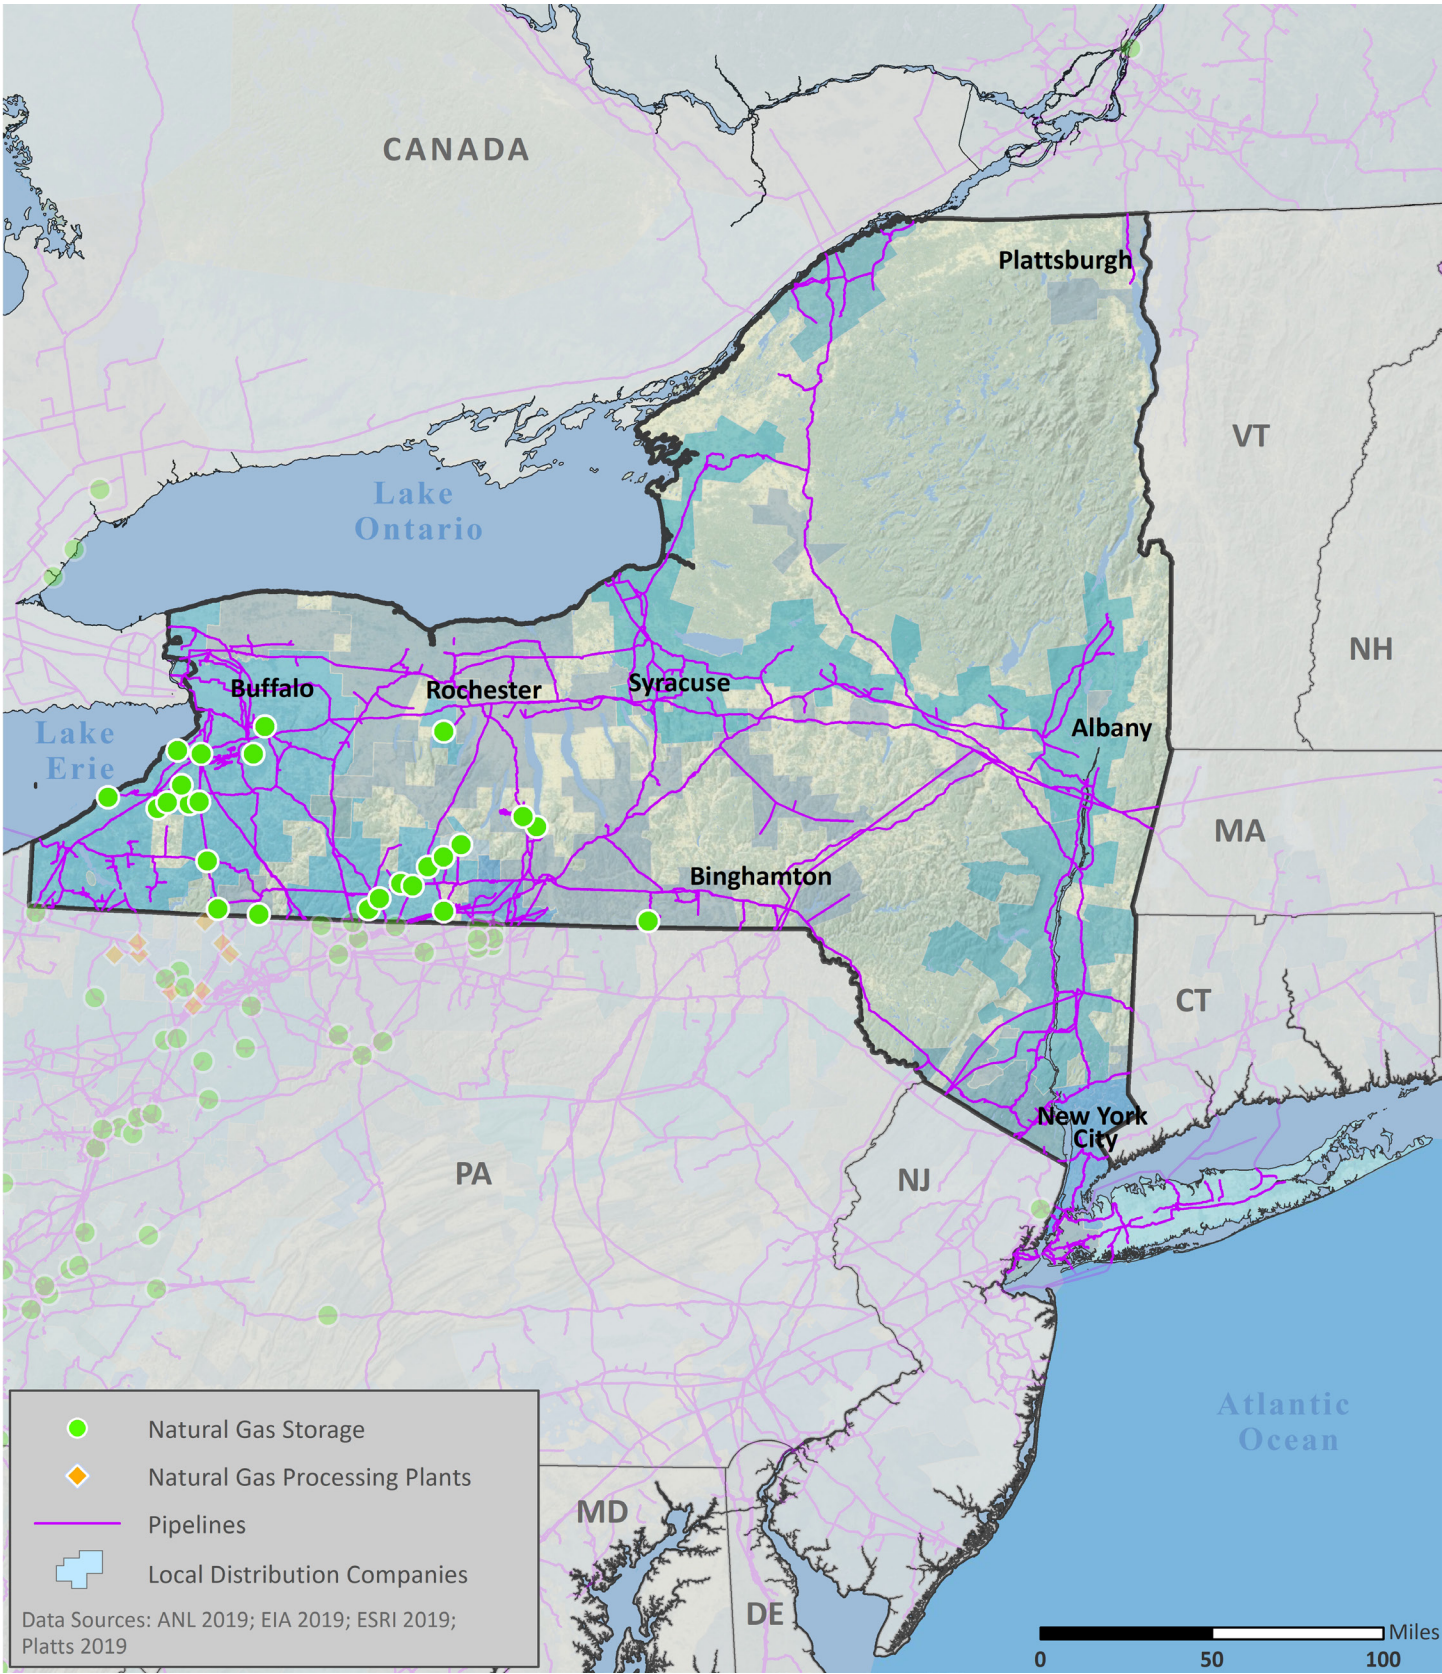 CANADA
Plattsburgh
VT
Lake
Ontario
NH
Buffalo
Rochester
Syracuse
Albany
Lake
Erie
MA
Binghamton
CT
New York
City
PA
NJ
Atlantic
Ocean
Natural Gas Storage
Natural Gas Processing Plants
Pipelines
Local Distribution Companies
Data Sources: ANL 2019; EIA 2019; ESRI 2019;
Platts 2019
MD
DE
Miles
0 50 100